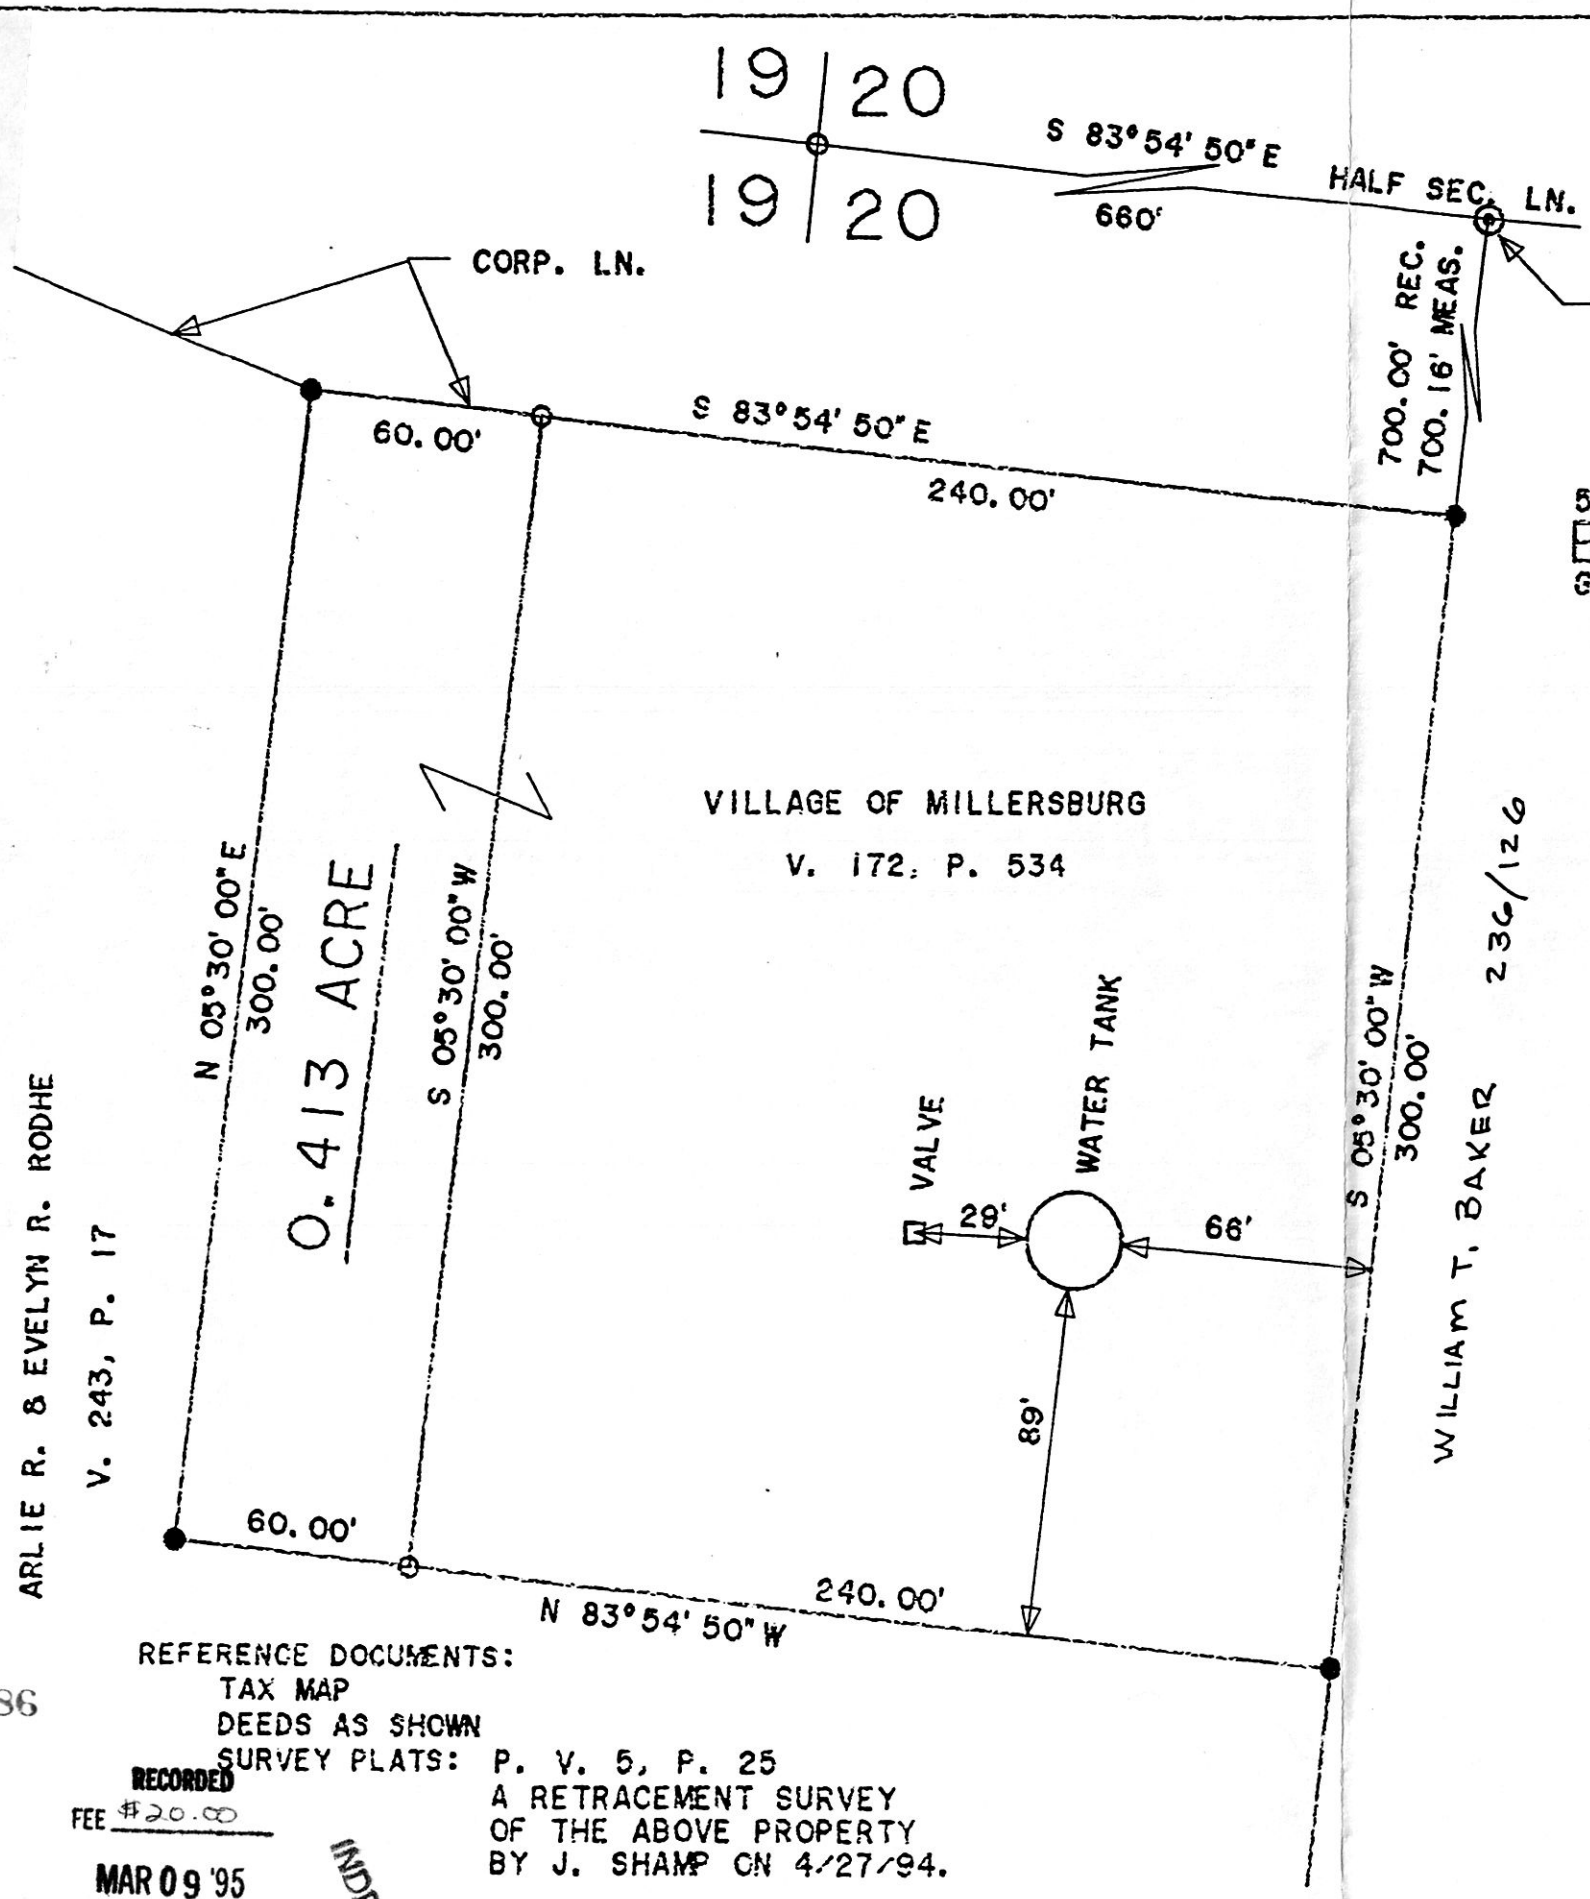 19 20
19 20
S 83°54' 50" E
660'
HALF SEC. LN.
CORP. LN.
700.00' REC.
700.16' MEAS.
60.00'
S 83°54' 50" E
240.00'
5
VILLAGE OF MILLERSBURG
V. 172, P. 534
N 05°30' 00" E
300.00'
0.413 ACRE
S 05°30' 00" W
300.00'
VALVE
WATER TANK
28'
66'
89'
S 05°30' 00" W
300.00'
WILLIAM T. BAKER 236/126
ARLIE R. & EVELYN R. RODHE
V. 243, P. 17
60.00'
240.00'
N 83°54' 50" W
REFERENCE DOCUMENTS:
TAX MAP
DEEDS AS SHOWN
SURVEY PLATS: P. V. 5, P. 25
A RETRACEMENT SURVEY
OF THE ABOVE PROPERTY
BY J. SHAMP ON 4/27/94.
86
RECORDED
FEE $20.00
MAR 09 '95